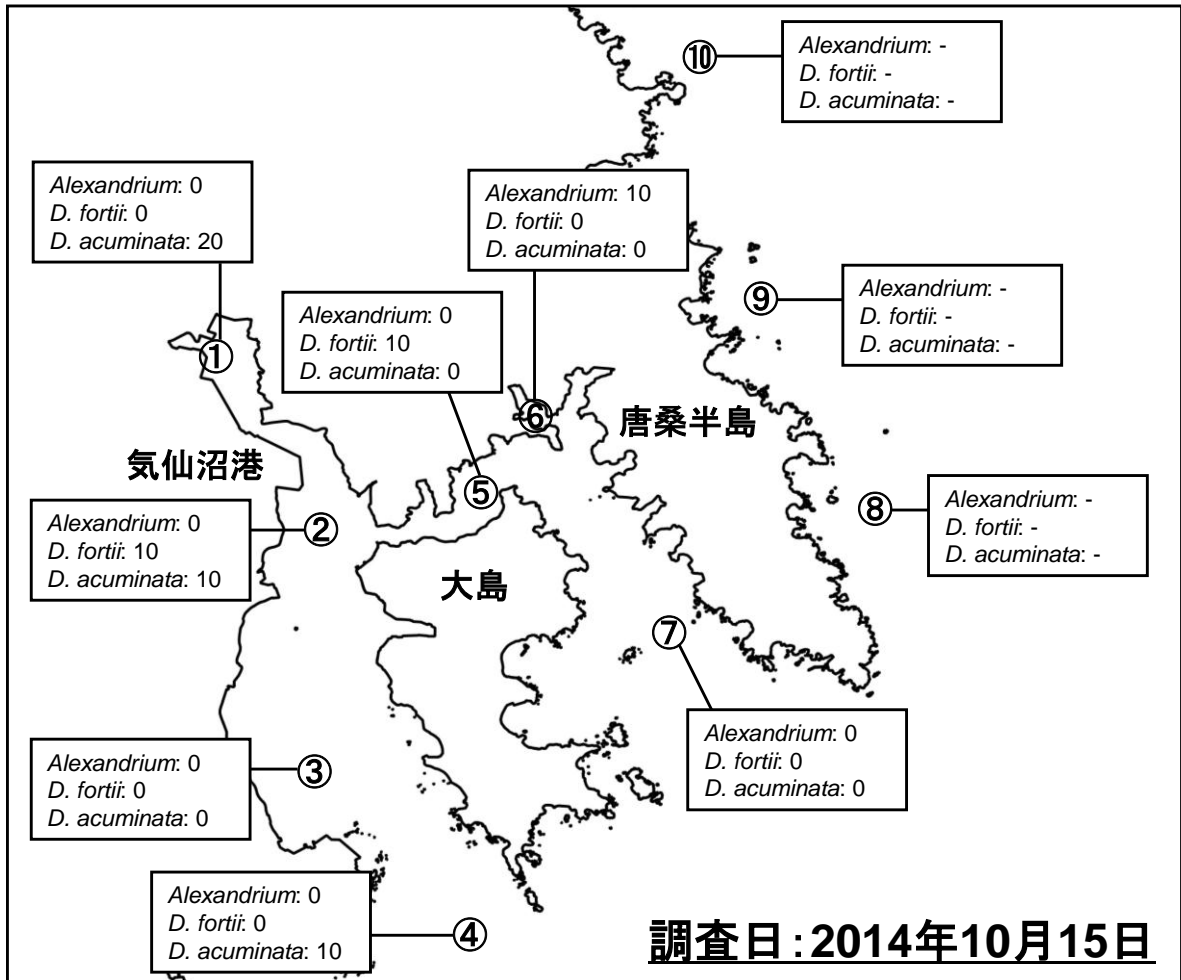 ⑩
Alexandrium: -
D. fortii: -
D. acuminata: -
Alexandrium: 0
D. fortii: 0
D. acuminata: 20
①
Alexandrium: 10
D. fortii: 0
D. acuminata: 0
⑥
⑨
Alexandrium: -
D. fortii: -
D. acuminata: -
Alexandrium: 0
D. fortii: 10
D. acuminata: 0
⑤
唐桑半島
気仙沼港
Alexandrium: 0
D. fortii: 10
D. acuminata: 10
②
⑧
Alexandrium: -
D. fortii: -
D. acuminata: -
大島
⑦
Alexandrium: 0
D. fortii: 0
D. acuminata: 0
Alexandrium: 0
D. fortii: 0
D. acuminata: 0
③
Alexandrium: 0
D. fortii: 0
D. acuminata: 10
④
調査日:2014年10月15日